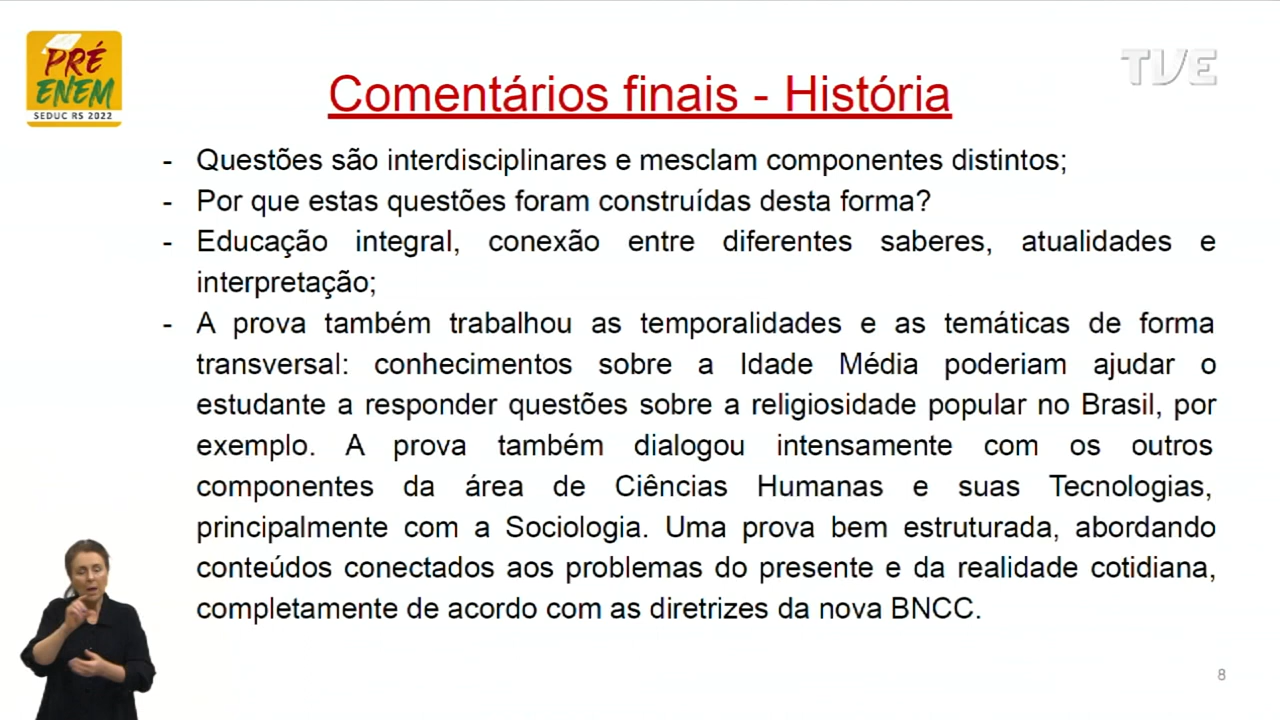 PRÉ
ENEM
SEDUC RS 2022
TVE
Comentários finais - História
- Questões são interdisciplinares e mesclam componentes distintos;
- Por que estas questões foram construídas desta forma?
- Educação integral, conexão entre diferentes saberes, atualidades e
interpretação;
- A prova também trabalhou as temporalidades e as temáticas de forma
transversal: conhecimentos sobre a Idade Média poderiam ajudar o
estudante a responder questões sobre a religiosidade popular no Brasil, por
exemplo. A prova também dialogou intensamente com os outros
componentes da área de Ciências Humanas e suas Tecnologias,
principalmente com a Sociologia. Uma prova bem estruturada, abordando
conteúdos conectados aos problemas do presente e da realidade cotidiana,
completamente de acordo com as diretrizes da nova BNCC.
8